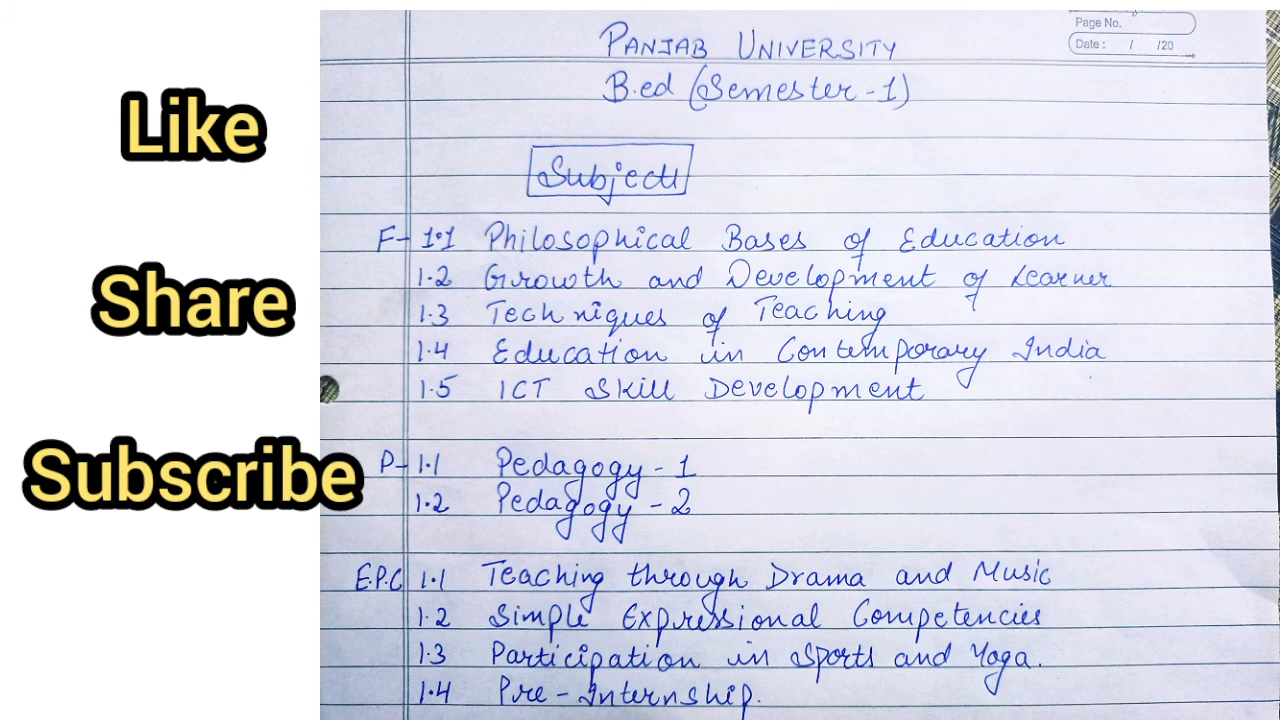 Like
Share
Subscribe
Page No.
Date : / /20
PANJAB UNIVERSITY
B.ed (Semester-1)
Subjects
F- 1.1 Philosophical Bases of Education
1.2 Growth and Development of Learner
1.3 Techniques of Teaching
1.4 Education in Contemporary India
1.5 ICT Skill Development
P- 1.1 Pedagogy - 1
1.2 Pedagogy - 2
E.P.C 1.1 Teaching through Drama and Music
1.2 Simple Expressional Competencies
1.3 Participation in Sports and Yoga.
1.4 Pre-Internship.